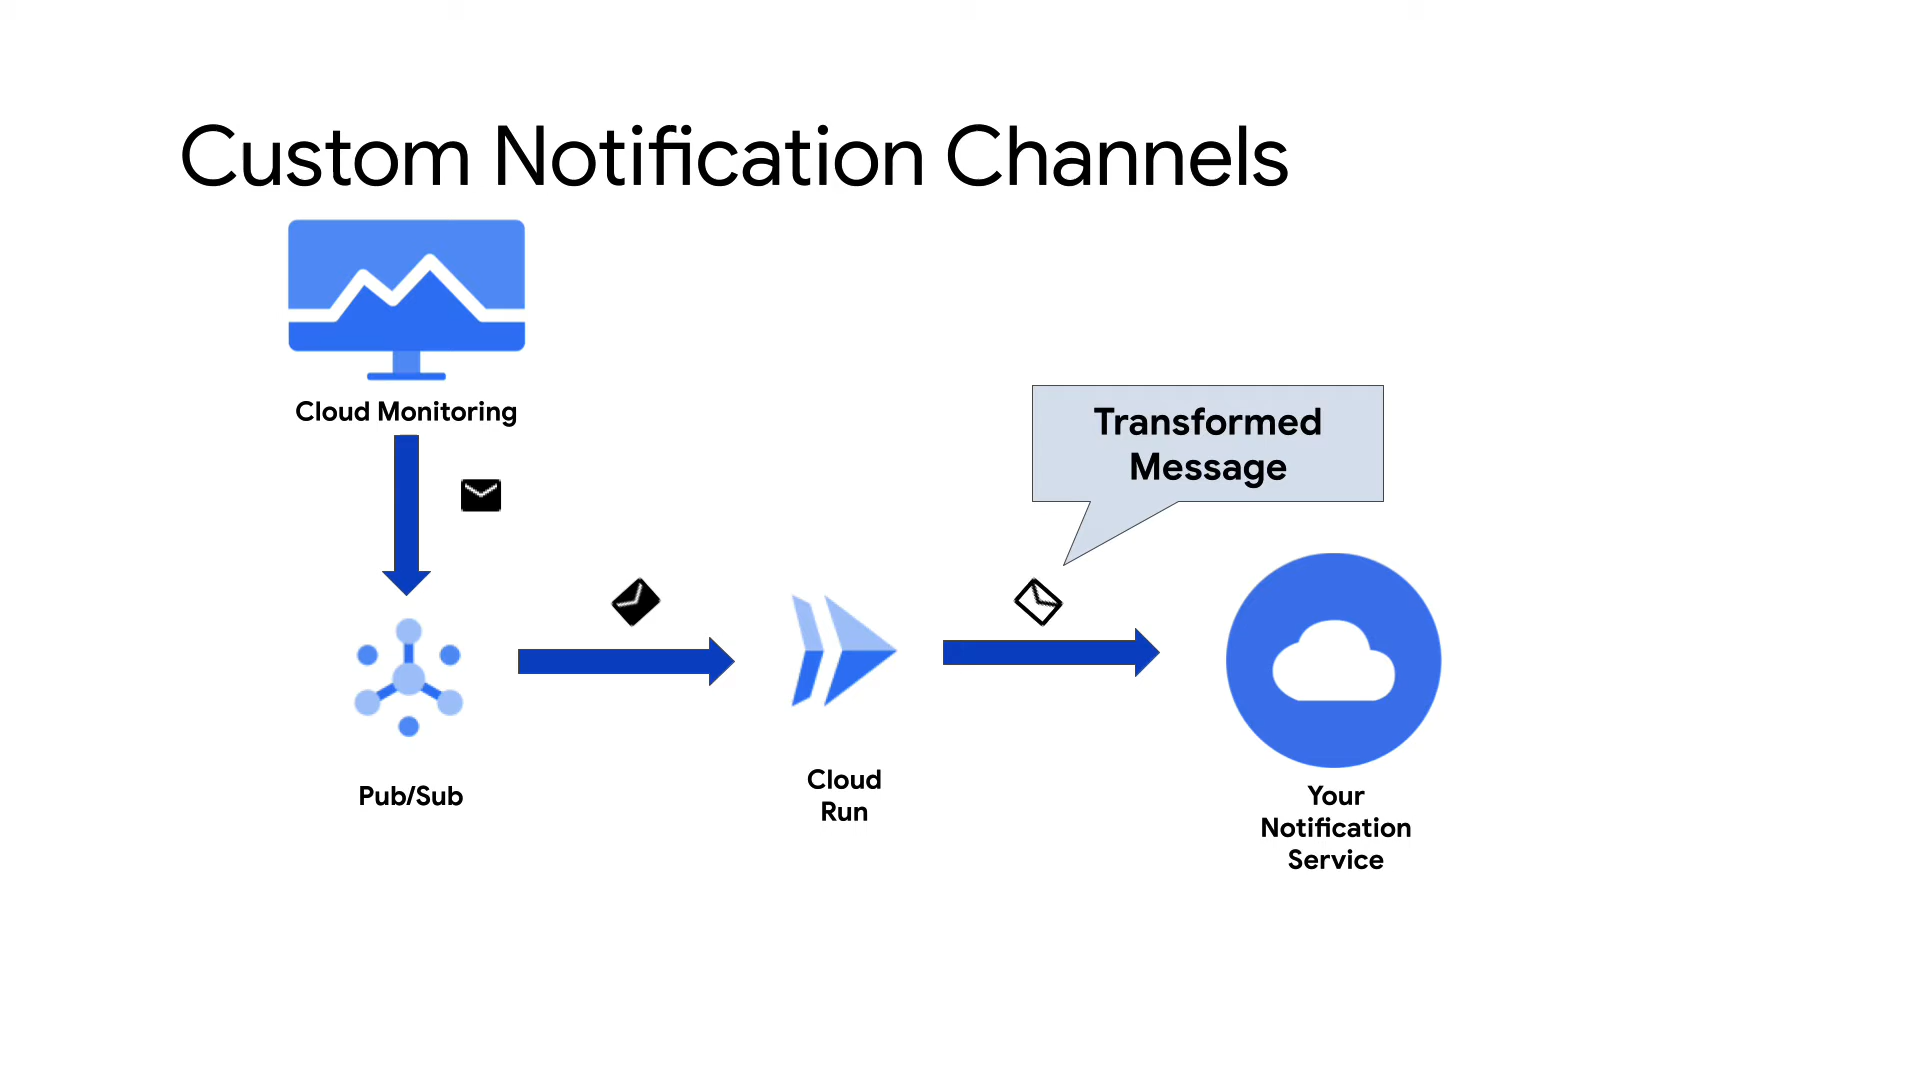 Custom Notification Channels
Cloud Monitoring
Transformed
Message
Pub/Sub
Cloud
Run
Your
Notification
Service